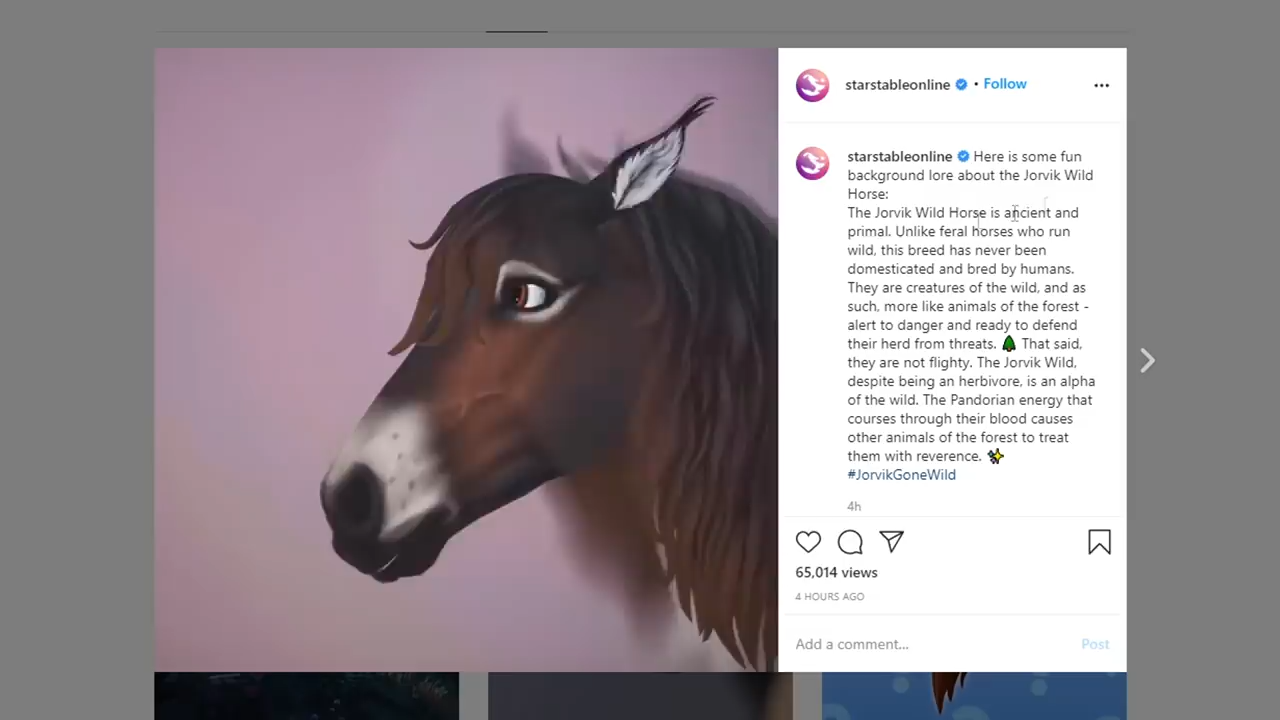 starstableonline • Follow
starstableonline Here is some fun
background lore about the Jorvik Wild
Horse:
The Jorvik Wild Horse is ancient and
primal. Unlike feral horses who run
wild, this breed has never been
domesticated and bred by humans.
They are creatures of the wild, and as
such, more like animals of the forest -
alert to danger and ready to defend
their herd from threats. 🌲 That said,
they are not flighty. The Jorvik Wild,
despite being an herbivore, is an alpha
of the wild. The Pandorian energy that
courses through their blood causes
other animals of the forest to treat
them with reverence. ✨
#JorvikGoneWild
4h
65,014 views
4 HOURS AGO
Add a comment...
Post